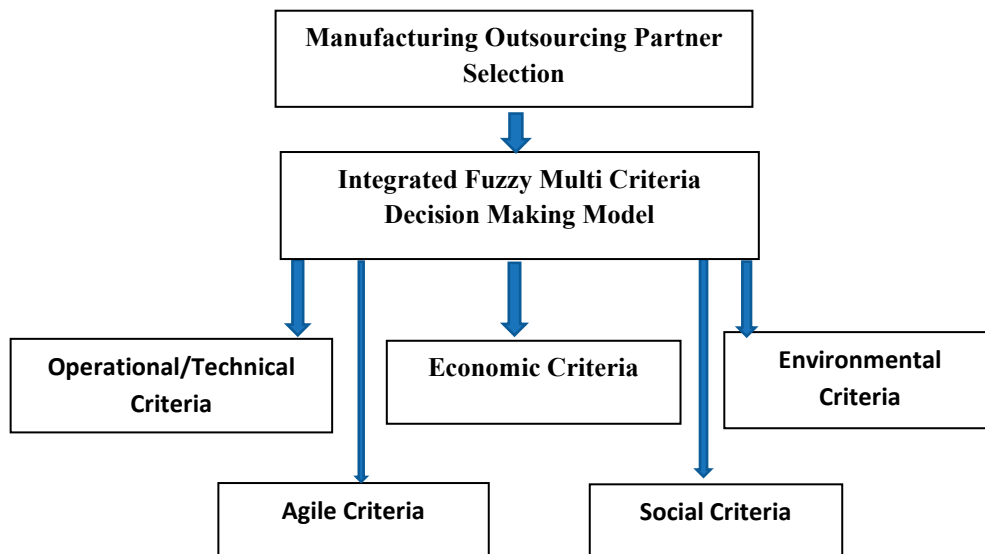 Manufacturing Outsourcing Partner
Selection
Integrated Fuzzy Multi Criteria
Decision Making Model
Operational/Technical
Criteria
Economic Criteria
Environmental
Criteria
Agile Criteria
Social Criteria